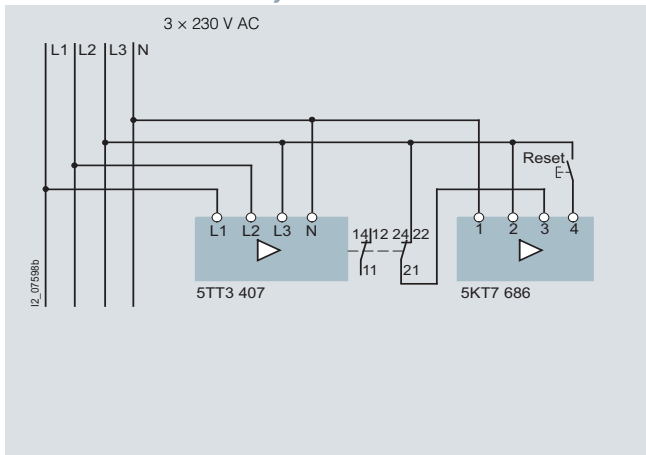 3 × 230 V AC
L1 L2 L3 N
Reset
L1 L2 L3 N
14 12 24 22
1 2 3 4
11 21
5TT3 407
5KT7 686
I2_07598b